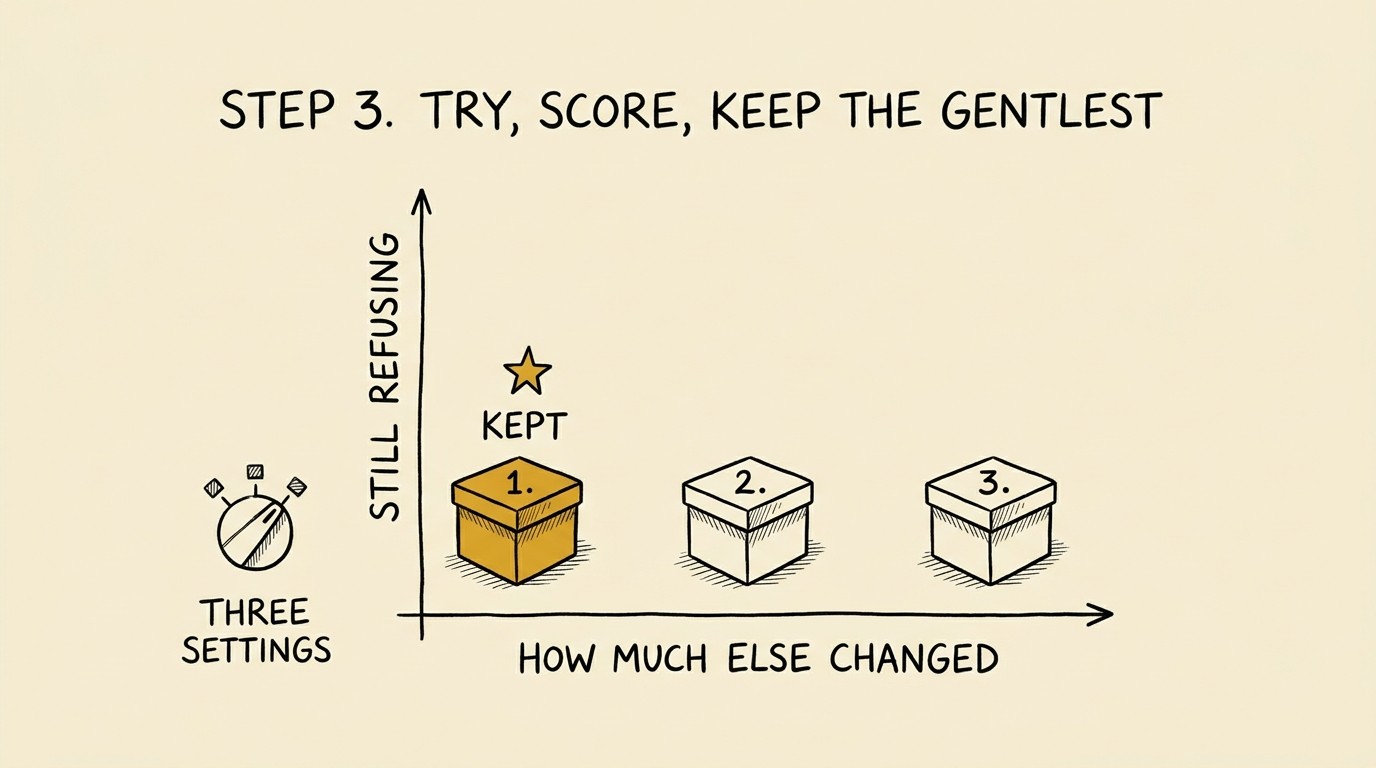 STEP 3. TRY, SCORE, KEEP THE GENTLEST
STILL REFUSING
KEPT
1.
2.
3.
THREE
SETTINGS
HOW MUCH ELSE CHANGED